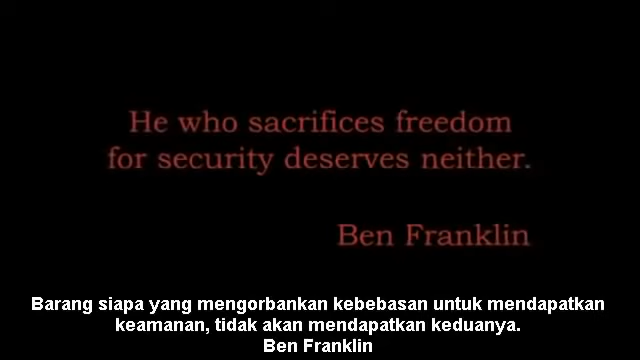 He who sacrifices freedom
for security deserves neither.
Ben Franklin
Barang siapa yang mengorbankan kebebasan untuk mendapatkan
keamanan, tidak akan mendapatkan keduanya.
Ben Franklin